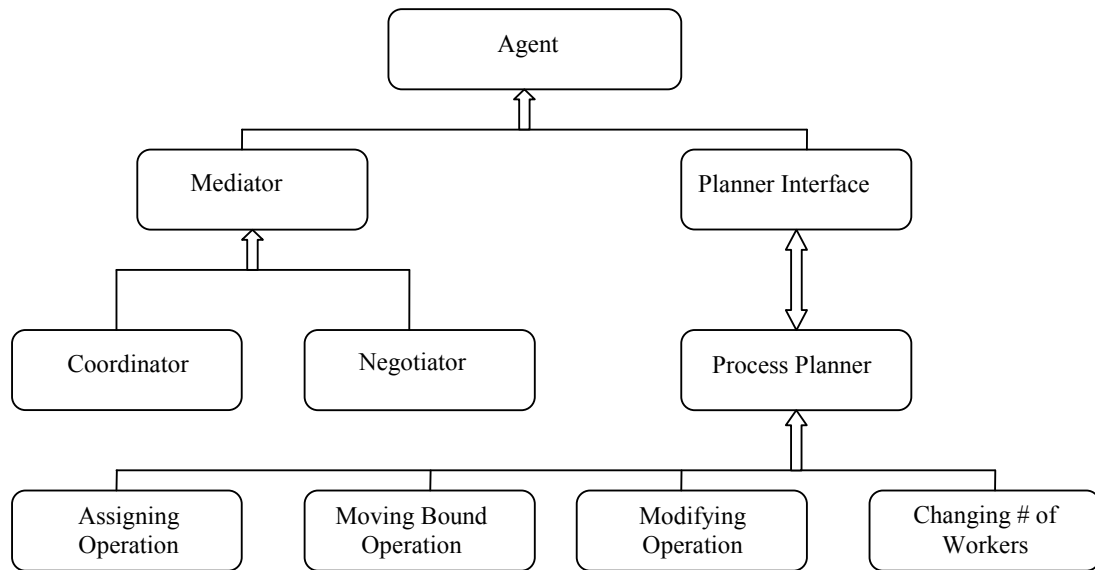 Agent
Mediator
Planner Interface
Coordinator
Negotiator
Process Planner
Assigning
Operation
Moving Bound
Operation
Modifying
Operation
Changing # of
Workers